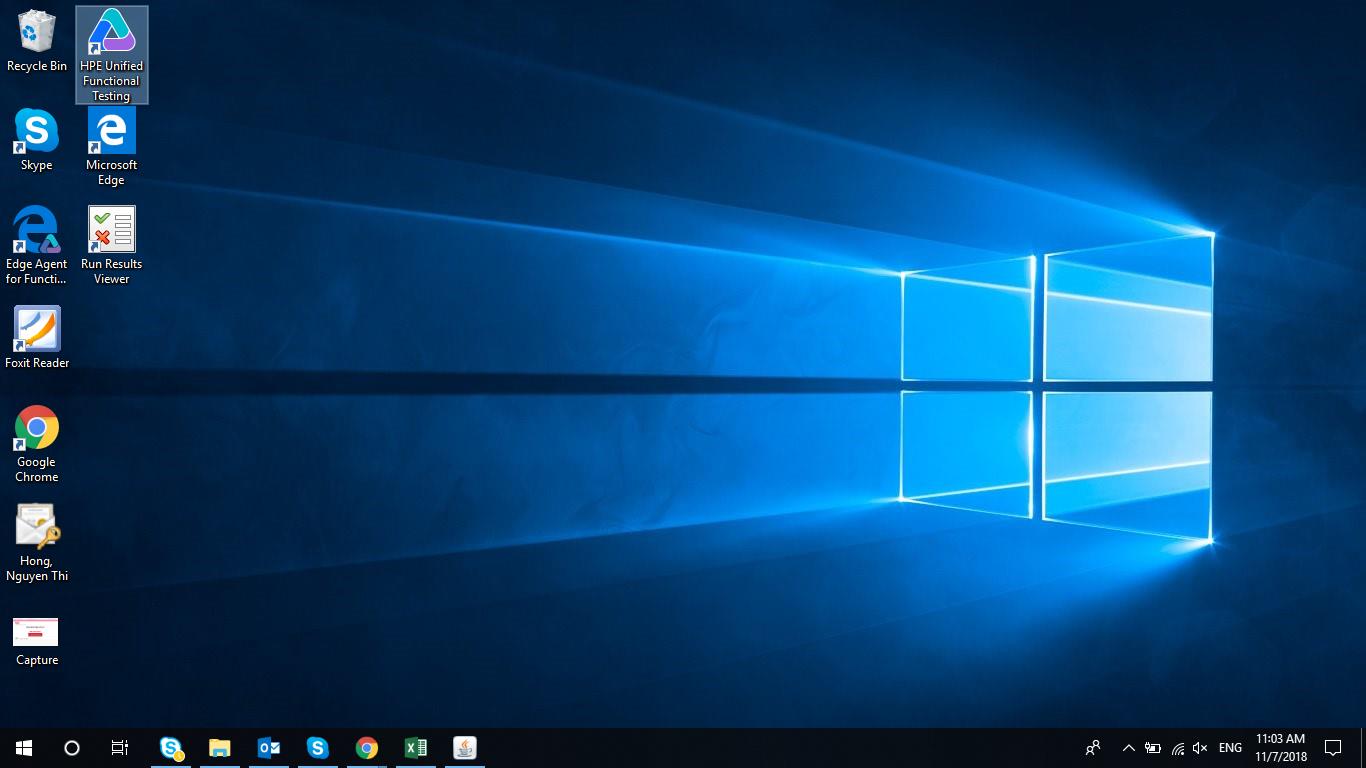 Recycle Bin
HPE Unified
Functional
Testing
Skype
Microsoft
Edge
Edge Agent
for Functi...
Run Results
Viewer
Foxit Reader
Google
Chrome
Hong,
Nguyen Thi
Capture
ENG
11:03 AM
11/7/2018